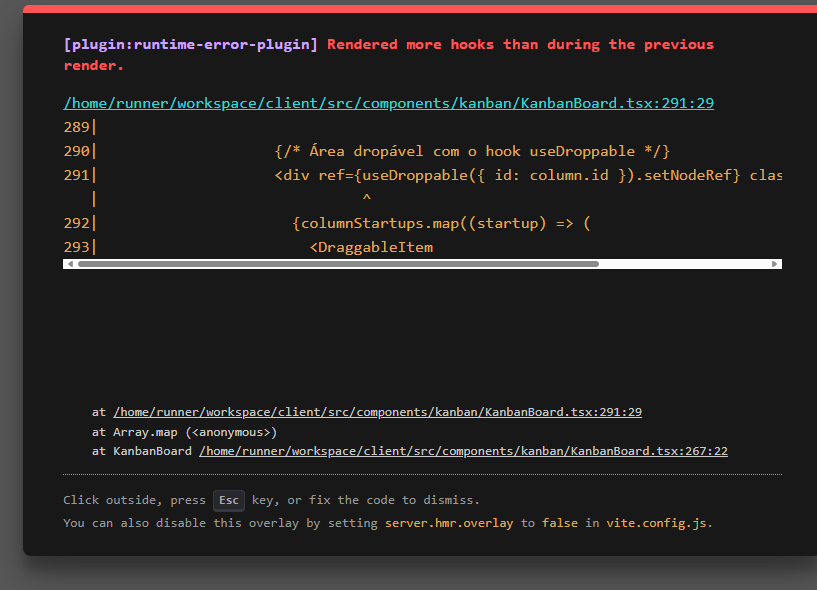 [plugin:runtime-error-plugin] Rendered more hooks than during the previous
render.
/home/runner/workspace/client/src/components/kanban/KanbanBoard.tsx:291:29
289|
290|                    {/* Área dropável com o hook useDroppable */}
291|                    <div ref={useDroppable({ id: column.id }).setNodeRef} clas
   |                              ^
292|                      {columnStartups.map((startup) => (
293|                        <DraggableItem
at /home/runner/workspace/client/src/components/kanban/KanbanBoard.tsx:291:29
at Array.map (<anonymous>)
at KanbanBoard /home/runner/workspace/client/src/components/kanban/KanbanBoard.tsx:267:22
Click outside, press Esc key, or fix the code to dismiss.
You can also disable this overlay by setting server.hmr.overlay to false in vite.config.js.